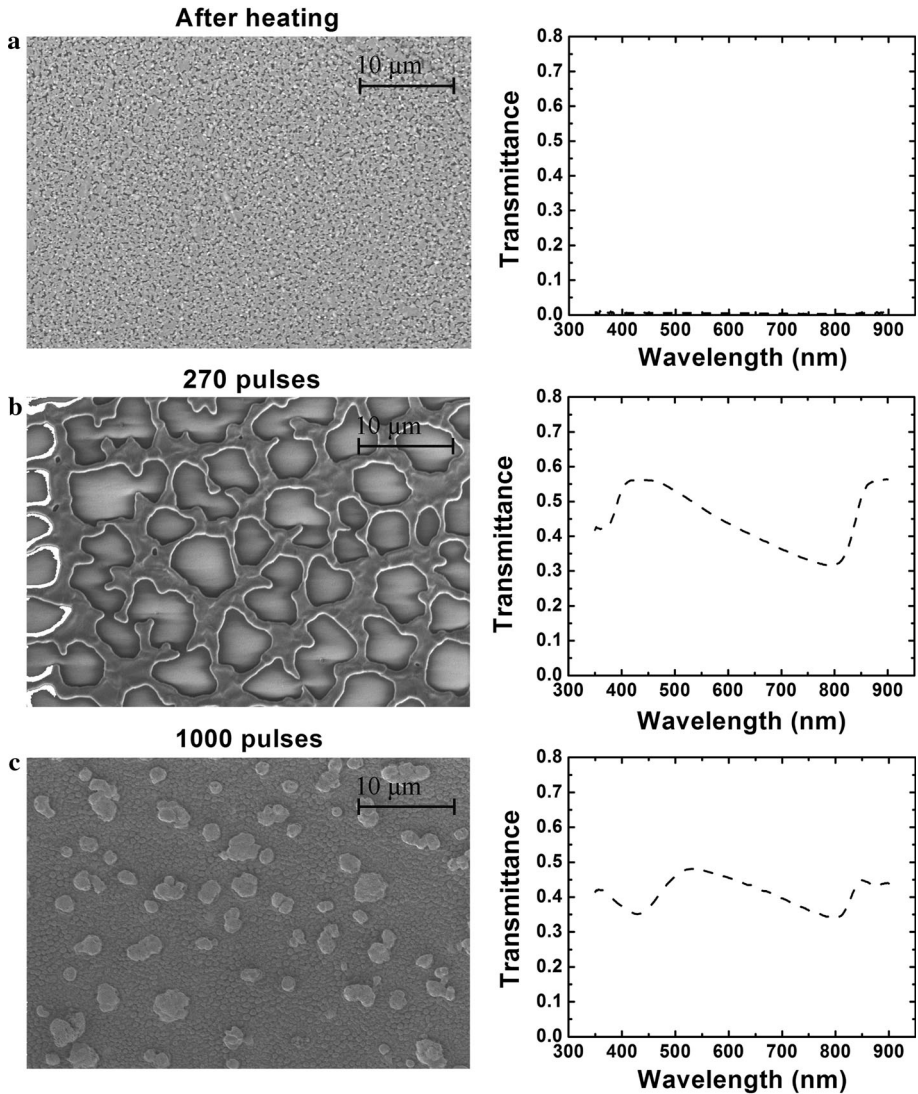 After heating
a
10 µm
0.8
0.7
0.6
0.5
0.4
0.3
0.2
0.1
0.0
Transmittance
300 400 500 600 700 800 900
Wavelength (nm)
270 pulses
b
10 µm
0.8
0.7
0.6
0.5
0.4
0.3
0.2
0.1
0.0
Transmittance
300 400 500 600 700 800 900
Wavelength (nm)
1000 pulses
c
10 µm
0.8
0.7
0.6
0.5
0.4
0.3
0.2
0.1
0.0
Transmittance
300 400 500 600 700 800 900
Wavelength (nm)